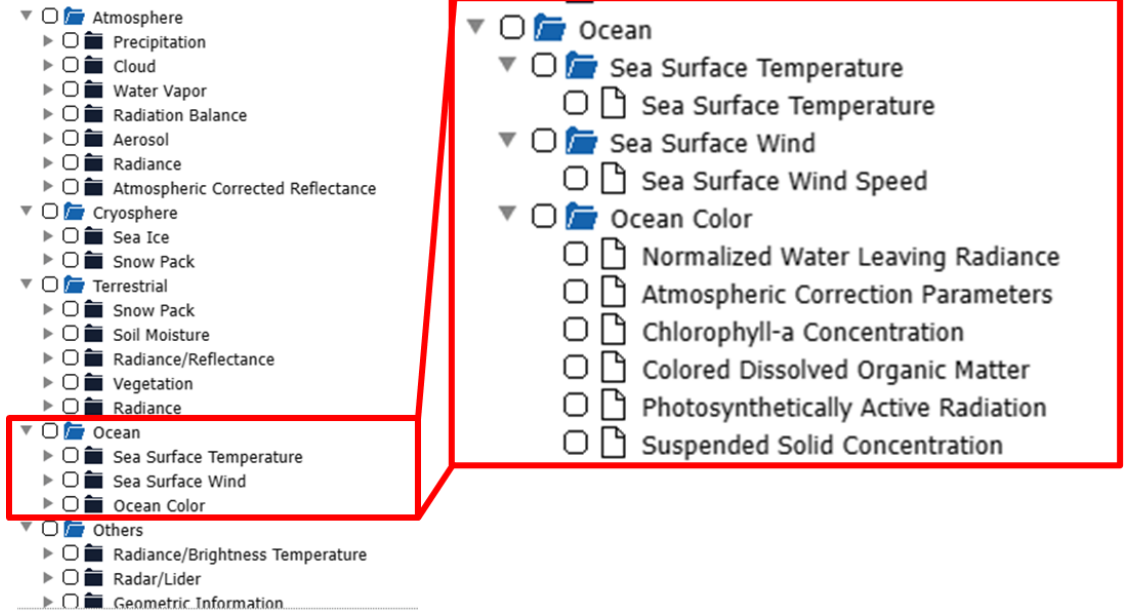 Atmosphere
Precipitation
Cloud
Water Vapor
Radiation Balance
Aerosol
Radiance
Atmospheric Corrected Reflectance
Cryosphere
Sea Ice
Snow Pack
Terrestrial
Snow Pack
Soil Moisture
Radiance/Reflectance
Vegetation
Radiance
Ocean
Sea Surface Temperature
Sea Surface Wind
Ocean Color
Others
Radiance/Brightness Temperature
Radar/Lider
Geometric Information
Ocean
Sea Surface Temperature
Sea Surface Temperature
Sea Surface Wind
Sea Surface Wind Speed
Ocean Color
Normalized Water Leaving Radiance
Atmospheric Correction Parameters
Chlorophyll-a Concentration
Colored Dissolved Organic Matter
Photosynthetically Active Radiation
Suspended Solid Concentration